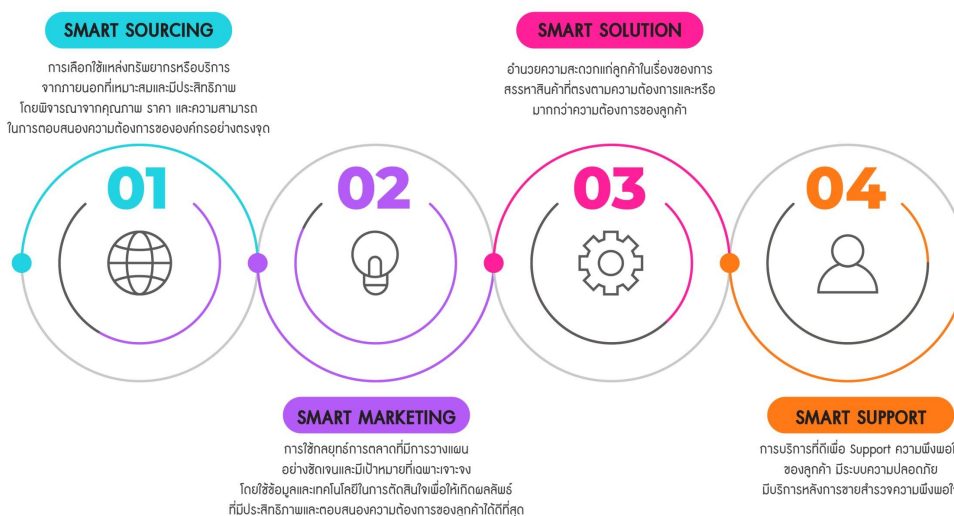 SMART SOURCING
การเลือกใช้แหล่งทรัพยากรหรือบริการ
จากภายนอกที่เหมาะสมและมีประสิทธิภาพ
โดยพิจารณาจากคุณภาพ ราคา และความสามารถ
ในการตอบสนองความต้องการขององค์กรอย่างตรงจุด
SMART SOLUTION
อำนวยความสะดวกแก่ลูกค้าในเรื่องของการ
สรรหาสินค้าที่ตรงตามความต้องการและหรือ
มากกว่าความต้องการของลูกค้า
01
02
03
04
SMART MARKETING
การใช้กลยุทธ์การตลาดที่มีการวางแผน
อย่างชัดเจนและมีเป้าหมายที่เฉพาะเจาะจง
โดยใช้ข้อมูลและเทคโนโลยีในการตัดสินใจเพื่อให้เกิดผลลัพธ์
ที่มีประสิทธิภาพและตอบสนองความต้องการของลูกค้าได้ดีที่สุด
SMART SUPPORT
การบริการที่ดีเพื่อ Support ความพึงพอ
ของลูกค้า มีระบบความปลอดภัย
มีบริการหลังการขายสำรวจความพึงพอ